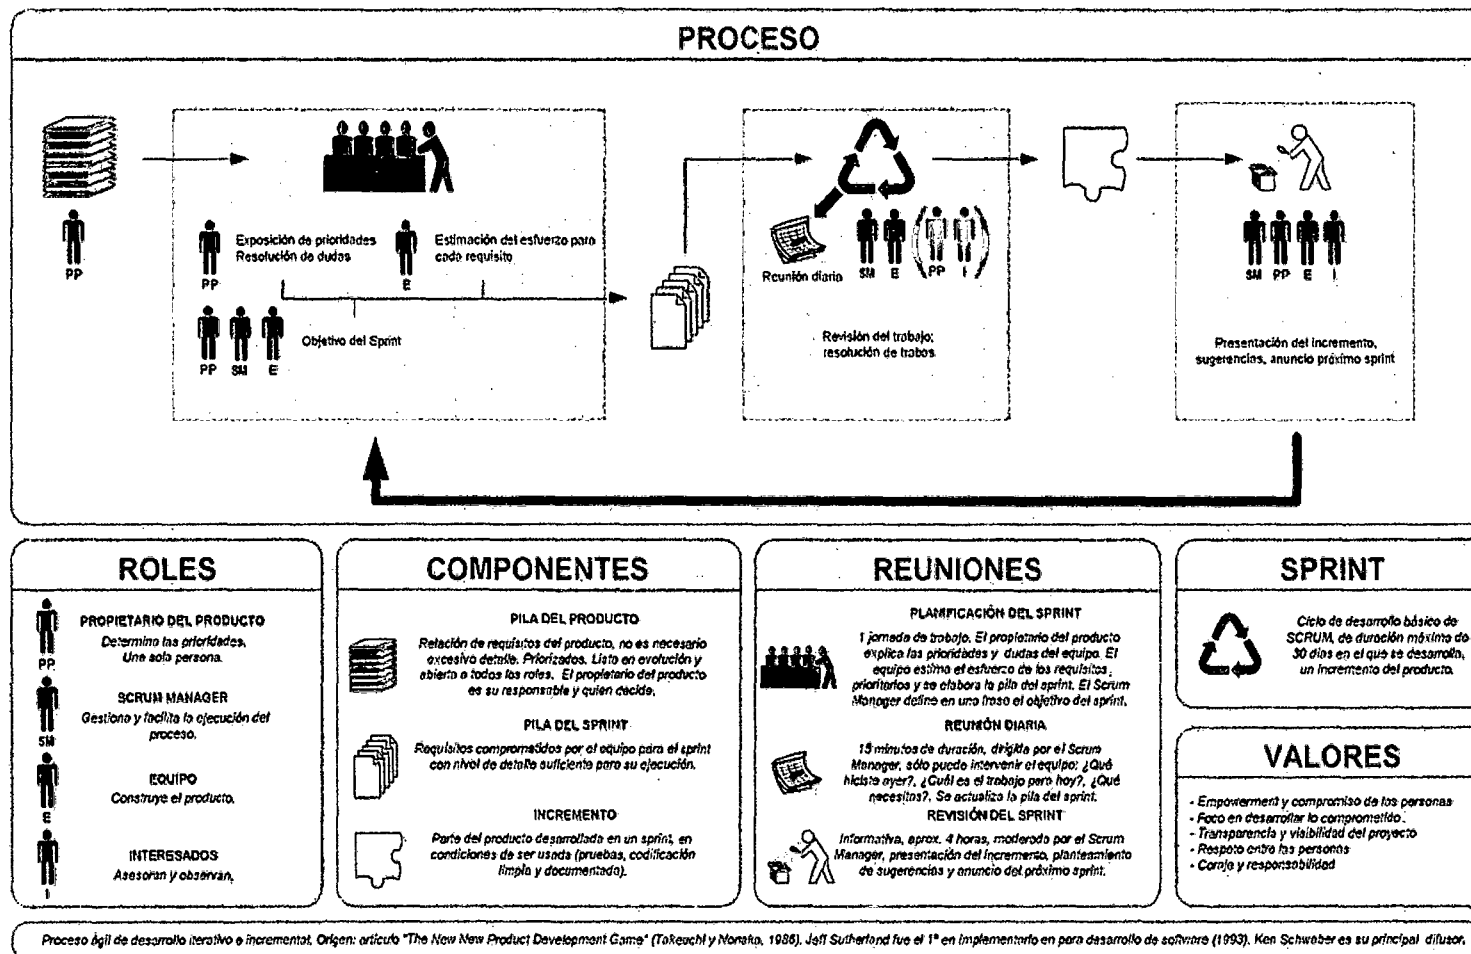 PROCESO
PP
PP
Exposición de prioridades
Resolución de dudas
E
Estimación del esfuerzo para
cada requisito
PP SM E
Objetivo del Sprint
Reunión diaria
SM E (PP I)
Revisión del trabajo;
resolución de trabas
SM PP E I
Presentación del incremento,
sugerencias, anuncio próximo sprint
ROLES
PP
PROPIETARIO DEL PRODUCTO
Determina las prioridades.
Una sola persona.
SM
SCRUM MANAGER
Gestiona y facilita la ejecución del
proceso.
E
EQUIPO
Construye el producto.
I
INTERESADOS
Asesoran y observan.
COMPONENTES
PILA DEL PRODUCTO
Relación de requisitos del producto, no es necesario
excesivo detalle. Priorizados. Lista en evolución y
abierta a todos los roles. El propietario del producto
es su responsable y quien decide.
PILA DEL SPRINT
Requisitos comprometidos por el equipo para el sprint
con nivel de detalle suficiente para su ejecución.
INCREMENTO
Parte del producto desarrollada en un sprint, en
condiciones de ser usada (pruebas, codificación
limpia y documentada).
REUNIONES
PLANIFICACIÓN DEL SPRINT
1 jornada de trabajo. El propietario del producto
explica las prioridades y dudas del equipo. El
equipo estima el esfuerzo de los requisitos
prioritarios y se elabora la pila del sprint. El Scrum
Manager define en una frase el objetivo del sprint.
REUNIÓN DIARIA
15 minutos de duración, dirigida por el Scrum
Manager, sólo puede intervenir el equipo: ¿Qué
hiciste ayer?, ¿Cuál es el trabajo para hoy?, ¿Qué
necesitas?. Se actualiza la pila del sprint.
REVISIÓN DEL SPRINT
Informativa, aprox. 4 horas, moderada por el Scrum
Manager, presentación del incremento, planteamiento
de sugerencias y anuncio del próximo sprint.
SPRINT
Ciclo de desarrollo básico de
SCRUM, de duración máxima de
30 días en el que se desarrolla,
un incremento del producto.
VALORES
- Empowerment y compromiso de las personas
- Foco en desarrollar lo comprometido.
- Transparencia y visibilidad del proyecto
- Respeto entre las personas
- Coraje y responsabilidad
Proceso ágil de desarrollo iterativo e incremental. Origen: artículo "The New New Product Development Game" (Takeuchi y Nonaka, 1986). Jeff Sutherland fue el 1º en implementarlo en para desarrollo de software (1993). Ken Schwaber es su principal difusor.